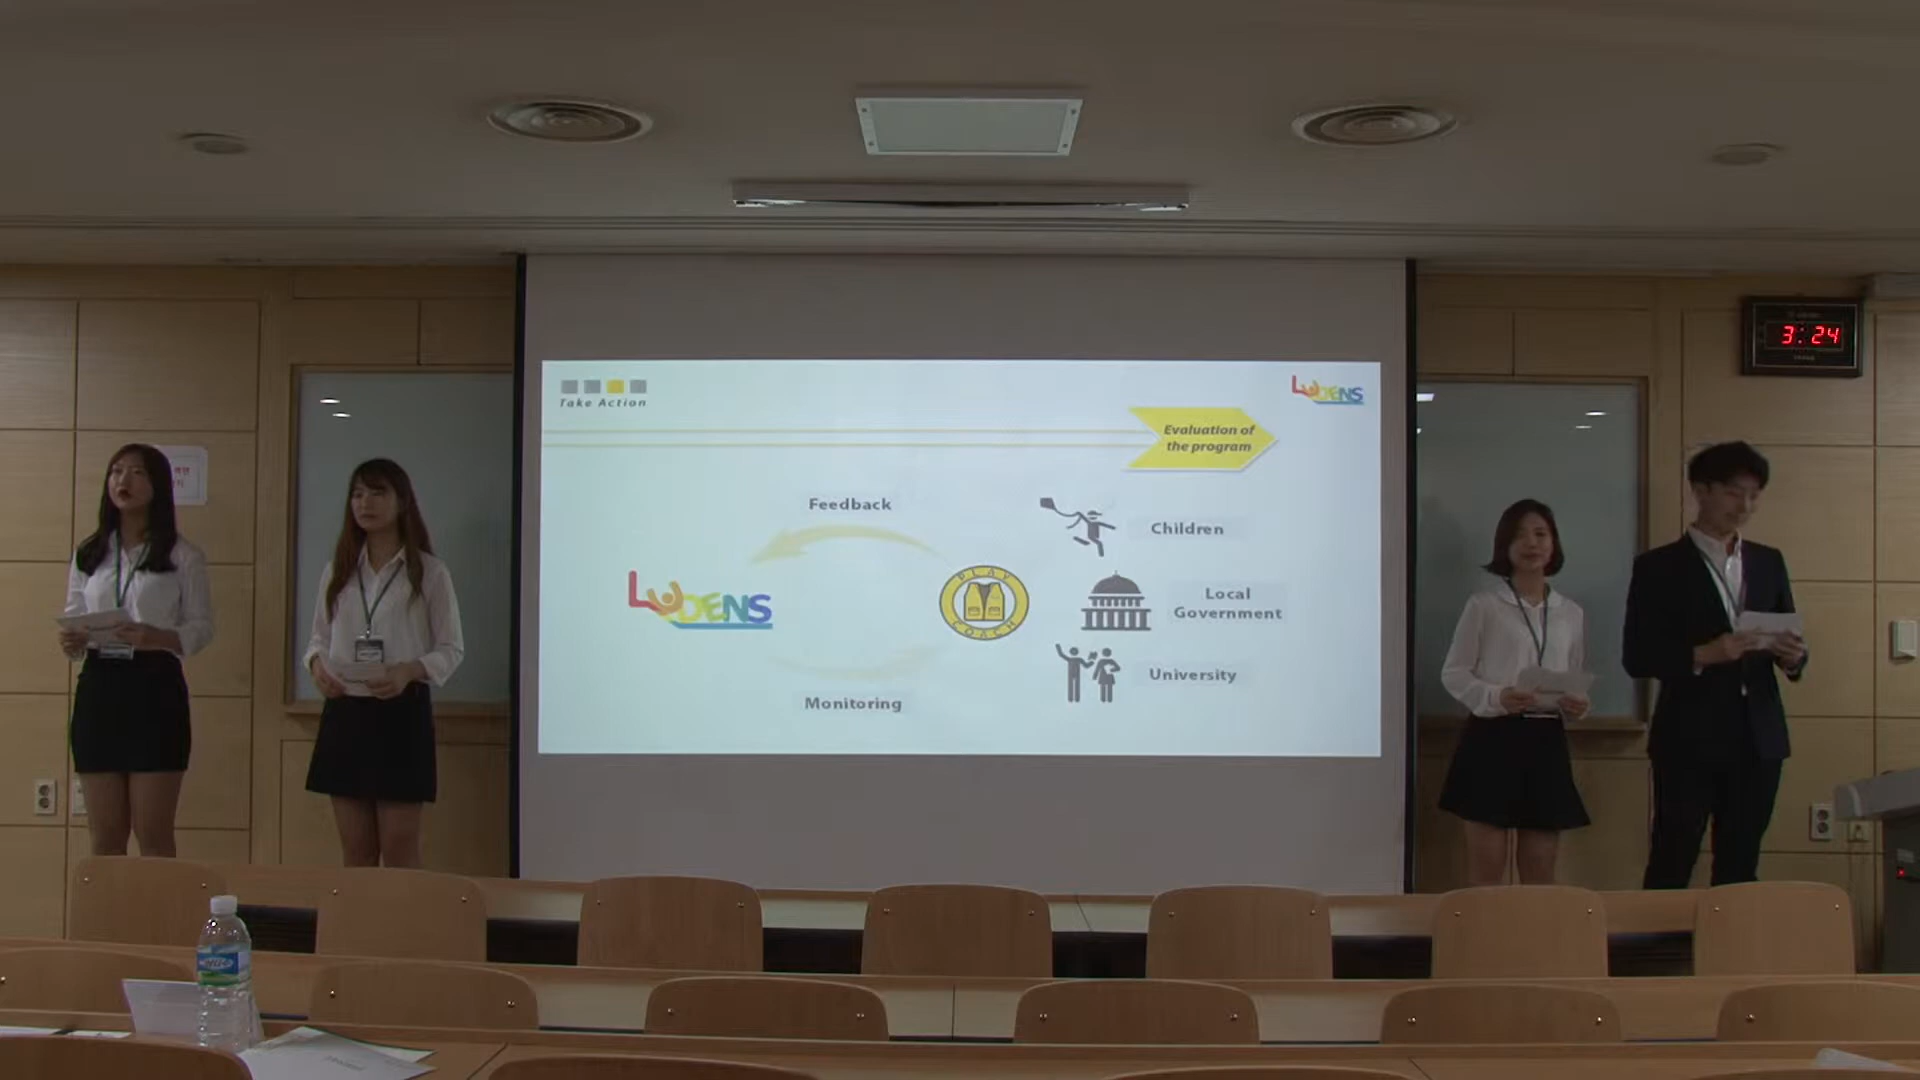 3:24
Take Action
LUDENS
Evaluation of
the program
Feedback
Children
LUDENS
PLAY
COACH
Local
Government
University
Monitoring